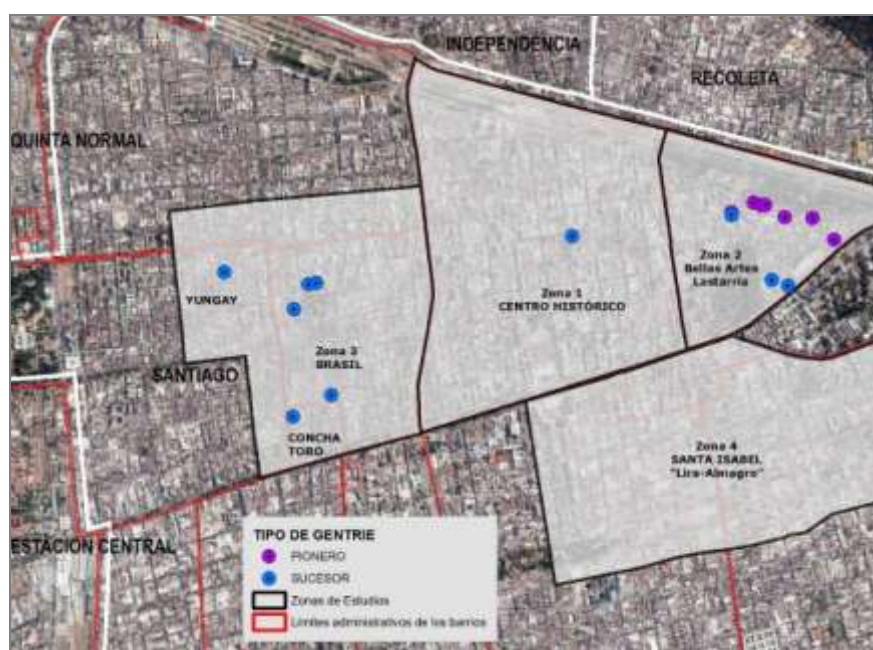 INDEPENDENCIA
RECOLETA
QUINTA NORMAL
Zona 2
Bellas Artes
Lastarria
YUNGAY
Zona 1
CENTRO HISTÓRICO
Zona 3
BRASIL
SANTIAGO
CONCHA
TORO
Zona 4
SANTA ISABEL
"Lira-Almagro"
ESTACION CENTRAL
TIPO DE GENTRIE
PIONERO
SUCESOR
Zonas de Estudios
Límites administrativos de los barrios